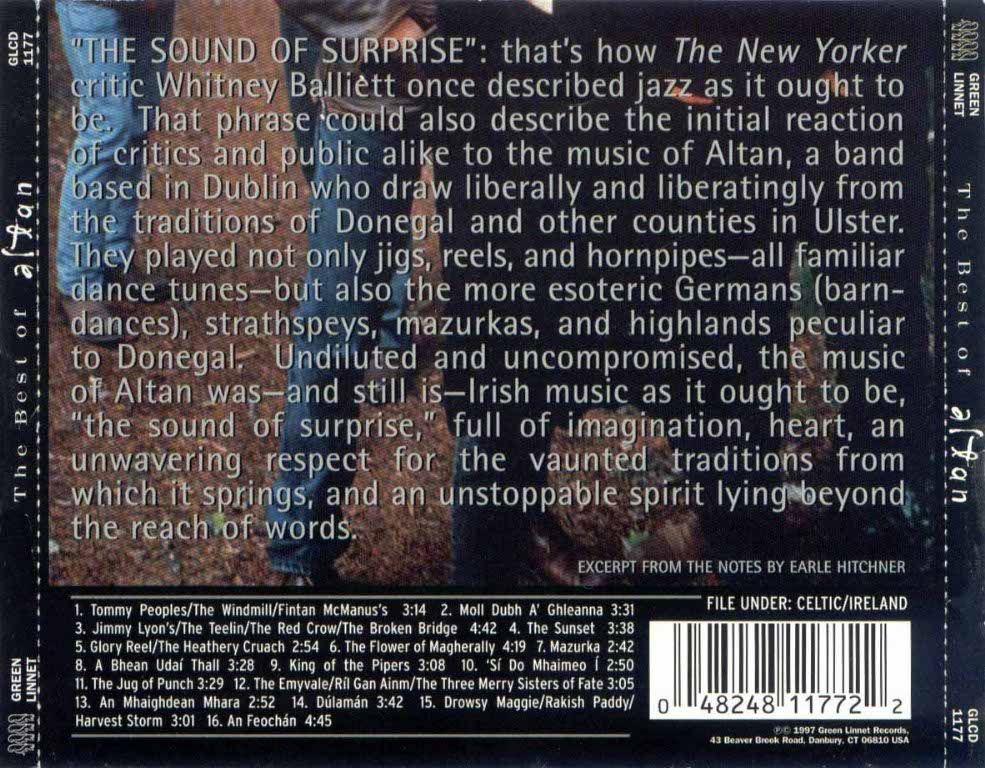 "THE SOUND OF SURPRISE": that's how The New Yorker
critic Whitney Balliett once described jazz as it ought to
be.  That phrase could also describe the initial reaction
of critics and public alike to the music of Altan, a band
based in Dublin who draw liberally and liberatingly from
the traditions of Donegal and other counties in Ulster.
They played not only jigs, reels, and hornpipes—all familiar
dance tunes—but also the more esoteric Germans (barn-
dances), strathspeys, mazurkas, and highlands peculiar
to Donegal.  Undiluted and uncompromised, the music
of Altan was—and still is—Irish music as it ought to be,
"the sound of surprise," full of imagination, heart, an
unwavering respect for the vaunted traditions from
which it springs, and an unstoppable spirit lying beyond
the reach of words.
EXCERPT FROM THE NOTES BY EARLE HITCHNER
1. Tommy Peoples/The Windmill/Fintan McManus's 3:14 2. Moll Dubh A' Ghleanna 3:31
3. Jimmy Lyon's/The Teelin/The Red Crow/The Broken Bridge 4:42 4. The Sunset 3:38
5. Glory Reel/The Heathery Cruach 2:54 6. The Flower of Magherally 4:19 7. Mazurka 2:42
8. A Bhean Udaí Thall 3:28 9. King of the Pipers 3:08 10. 'Sí Do Mhaimeo Í 2:50
11. The Jug of Punch 3:29 12. The Emyvale/Ríl Gan Ainm/The Three Merry Sisters of Fate 3:05
13. An Mhaighdean Mhara 2:52 14. Dúlamán 3:42 15. Drowsy Maggie/Rakish Paddy/
Harvest Storm 3:01 16. An Feochán 4:45
FILE UNDER: CELTIC/IRELAND
0 48248 11772 2
℗© 1997 Green Linnet Records,
43 Beaver Brook Road, Danbury, CT 06810 USA
GREEN
LINNET
The Best of altan
GLCD
1177
GREEN
LINNET
The Best of altan
GLCD
1177